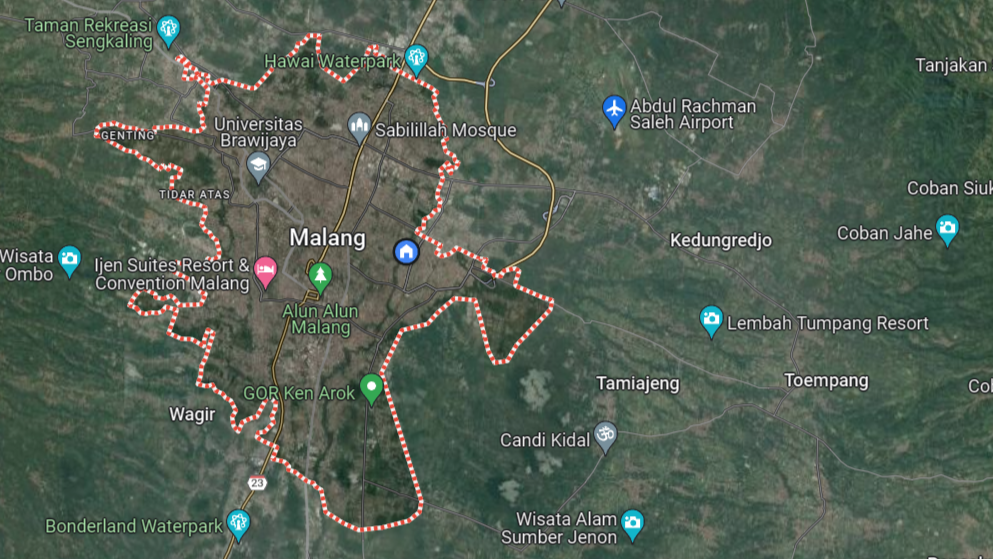 Taman Rekreasi
Sengkaling
Hawai Waterpark
Tanjakan
Abdul Rachman
Saleh Airport
Universitas
Brawijaya
Sabilillah Mosque
GENTING
TIDAR ATAS
Coban Siuk
Malang
Kedungredjo
Coban Jahe
Wisata
Ombo
Ijen Suites Resort &
Convention Malang
Alun Alun
Malang
Lembah Tumpang Resort
GOR Ken Arok
Tamiajeng
Toempang
Wagir
Candi Kidal
23
Bonderland Waterpark
Wisata Alam
Sumber Jenon